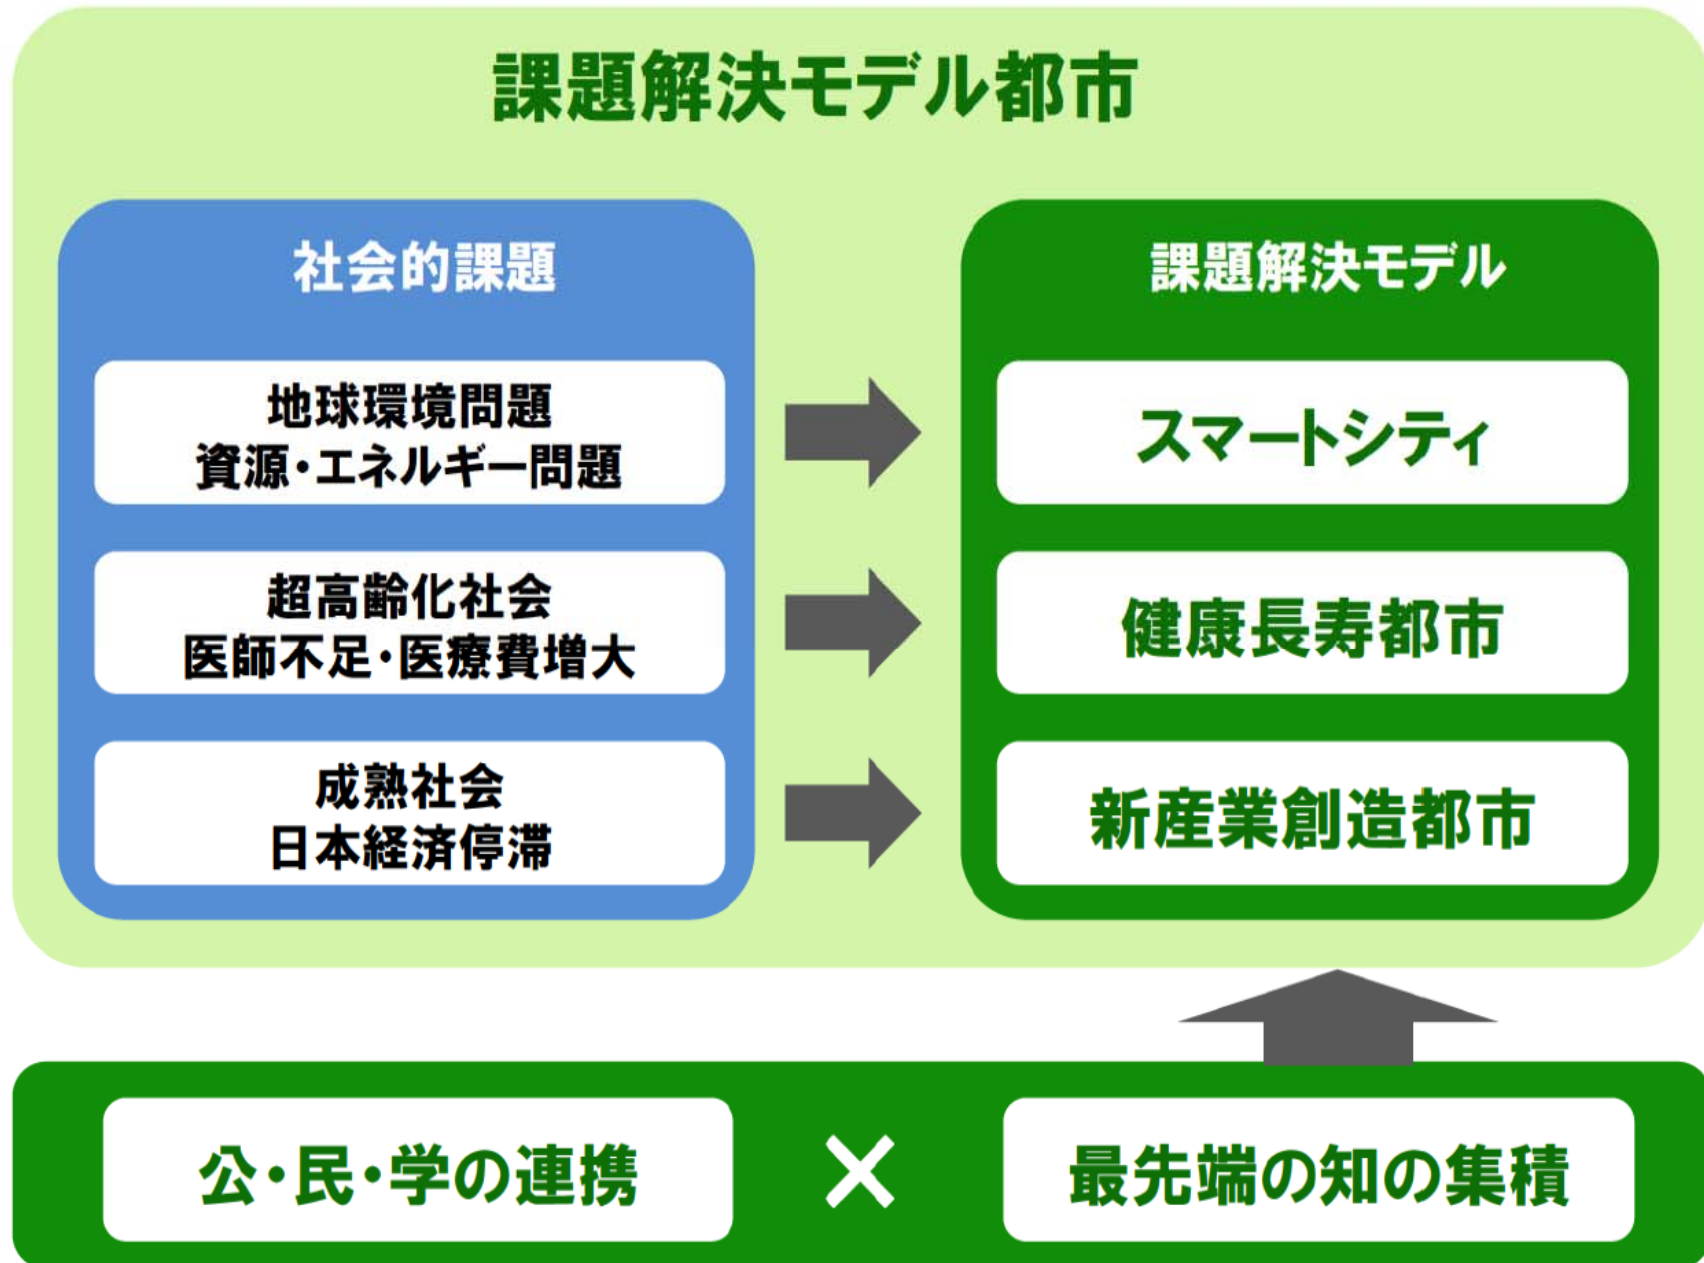 課題解決モデル都市
社会的課題
地球環境問題
資源・エネルギー問題
超高齢化社会
医師不足・医療費増大
成熟社会
日本経済停滞
課題解決モデル
スマートシティ
健康長寿都市
新産業創造都市
公・民・学の連携
×
最先端の知の集積